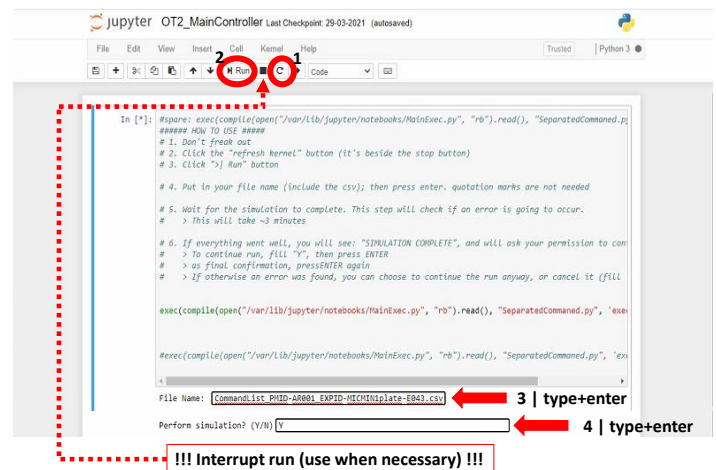 jupyter OT2_MainController Last Checkpoint: 29-03-2021 (autosaved)
File Edit View Insert Cell Kernel Help Trusted Python 3
2 1
Run Code
In [*]: #spare: exec(compile(open("/var/lib/jupyter/notebooks/MainExec.py", "rb").read(), "SeparatedCommaned.py
###### HOW TO USE #####
# 1. Don't freak out
# 2. Click the "refresh kernel" button (it's beside the stop button)
# 3. Click ">| Run" button
# 4. Put in your file name (include the csv); then press enter. quotation marks are not needed
# 5. Wait for the simulation to complete. This step will check if an error is going to occur.
# > This will take ~3 minutes
# 6. If everything went well, you will see: "SIMULATION COMPLETE", and will ask your permission to con
# > To continue run, fill "Y", then press ENTER
# > as final confirmation, pressENTER again
# > If otherwise an error was found, you can choose to continue the run anyway, or cancel it (fill
exec(compile(open("/var/lib/jupyter/notebooks/MainExec.py", "rb").read(), "SeparatedCommaned.py", 'exe
#exec(compile(open("/var/lib/jupyter/notebooks/MainExec.py", "rb").read(), "SeparatedCommaned.py", 'ex
File Name: CommandList_PMID-AR001_EXPID-MICMINiplate-E043.csv 3 | type+enter
Perform simulation? (Y/N) Y 4 | type+enter
!!! Interrupt run (use when necessary) !!!